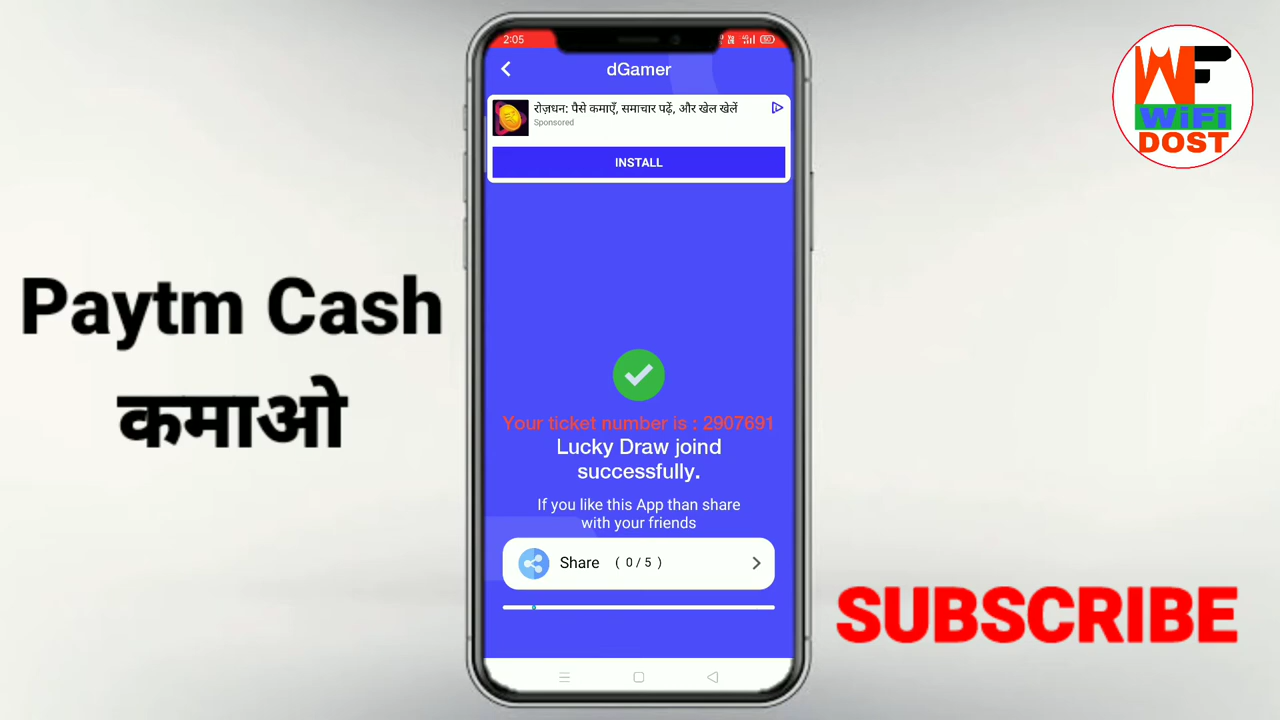 2:05
dGamer
रोज़धन: पैसे कमाएँ, समाचार पढ़ें, और खेल खेलें
Sponsored
INSTALL
WF
WiFi
DOST
Paytm Cash
कमाओ
Your ticket number is : 2907691
Lucky Draw joind
successfully.
If you like this App than share
with your friends
Share ( 0 / 5 )
SUBSCRIBE